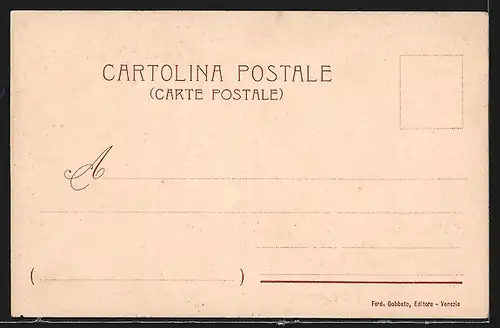 CARTOLINA POSTALE
(CARTE POSTALE)
A
( )
Ferd. Gobbato, Editore - Venezia